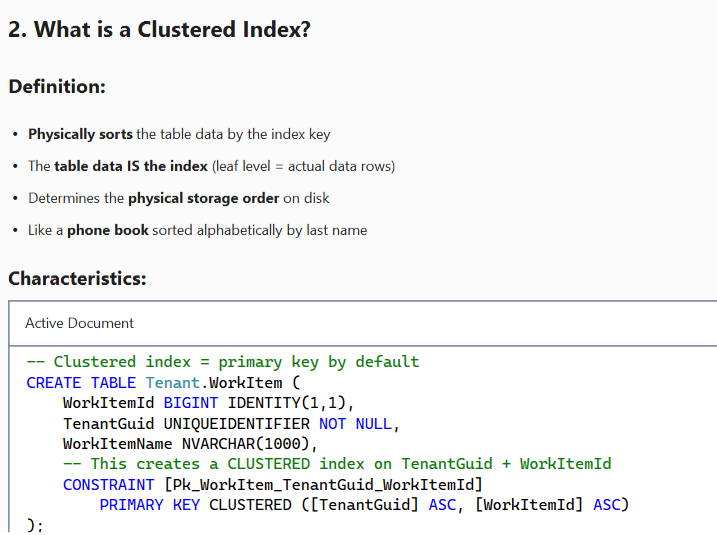 2. What is a Clustered Index?
Definition:
• Physically sorts the table data by the index key
• The table data IS the index (leaf level = actual data rows)
• Determines the physical storage order on disk
• Like a phone book sorted alphabetically by last name
Characteristics:
Active Document
-- Clustered index = primary key by default
CREATE TABLE Tenant.WorkItem (
    WorkItemId BIGINT IDENTITY(1,1),
    TenantGuid UNIQUEIDENTIFIER NOT NULL,
    WorkItemName NVARCHAR(1000),
    -- This creates a CLUSTERED index on TenantGuid + WorkItemId
    CONSTRAINT [Pk_WorkItem_TenantGuid_WorkItemId]
        PRIMARY KEY CLUSTERED ([TenantGuid] ASC, [WorkItemId] ASC)
);